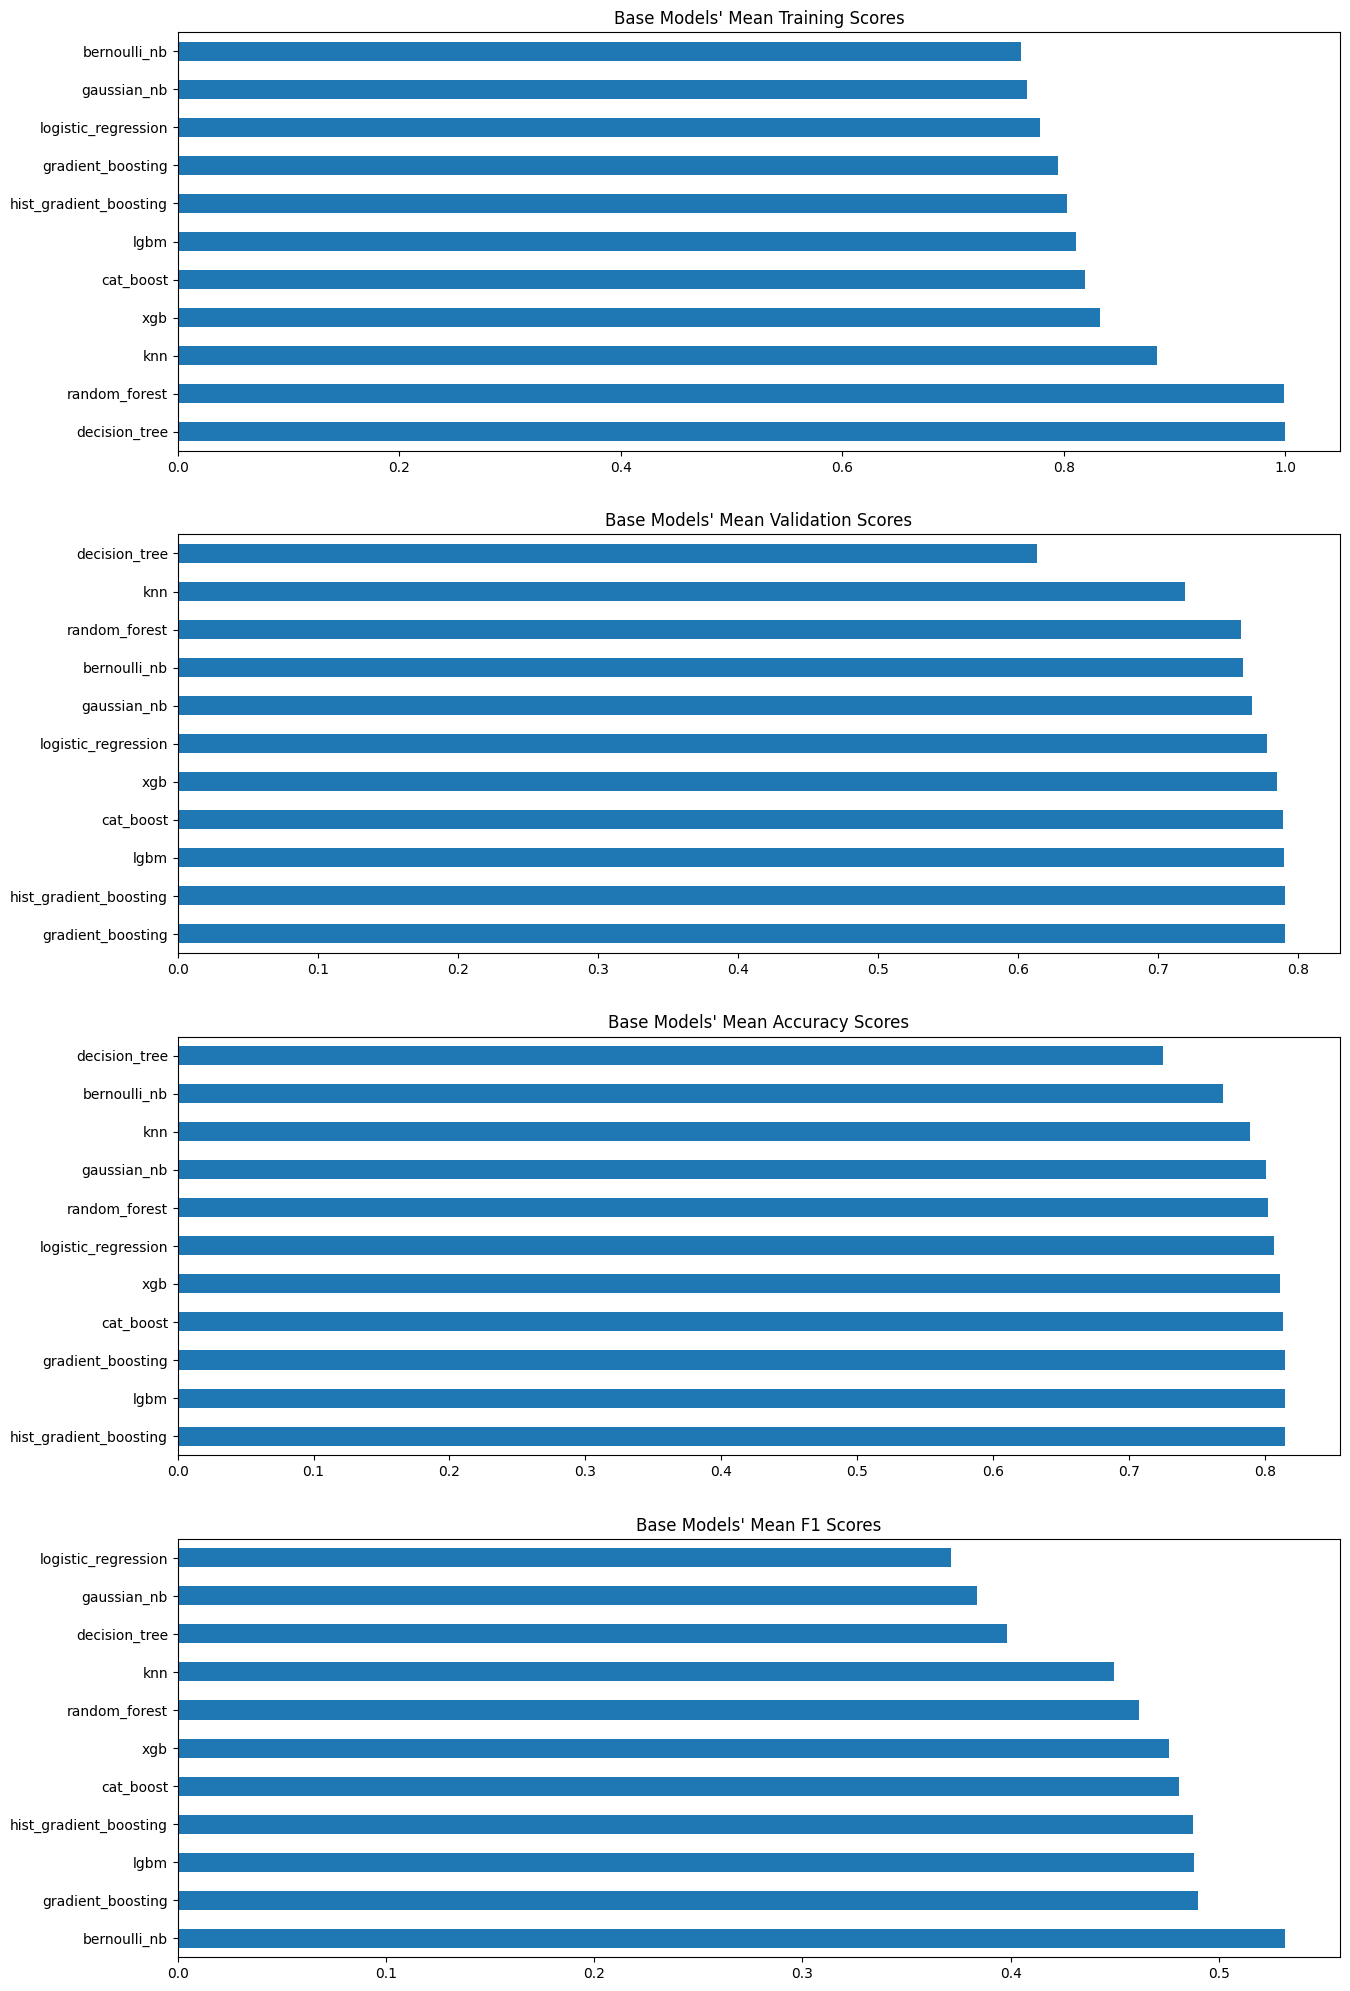 Base Models' Mean Training Scores
bernoulli_nb
gaussian_nb
logistic_regression
gradient_boosting
hist_gradient_boosting
lgbm
cat_boost
xgb
knn
random_forest
decision_tree
0.0 0.2 0.4 0.6 0.8 1.0
Base Models' Mean Validation Scores
decision_tree
knn
random_forest
bernoulli_nb
gaussian_nb
logistic_regression
xgb
cat_boost
lgbm
hist_gradient_boosting
gradient_boosting
0.0 0.1 0.2 0.3 0.4 0.5 0.6 0.7 0.8
Base Models' Mean Accuracy Scores
decision_tree
bernoulli_nb
knn
gaussian_nb
random_forest
logistic_regression
xgb
cat_boost
gradient_boosting
lgbm
hist_gradient_boosting
0.0 0.1 0.2 0.3 0.4 0.5 0.6 0.7 0.8
Base Models' Mean F1 Scores
logistic_regression
gaussian_nb
decision_tree
knn
random_forest
xgb
cat_boost
hist_gradient_boosting
lgbm
gradient_boosting
bernoulli_nb
0.0 0.1 0.2 0.3 0.4 0.5